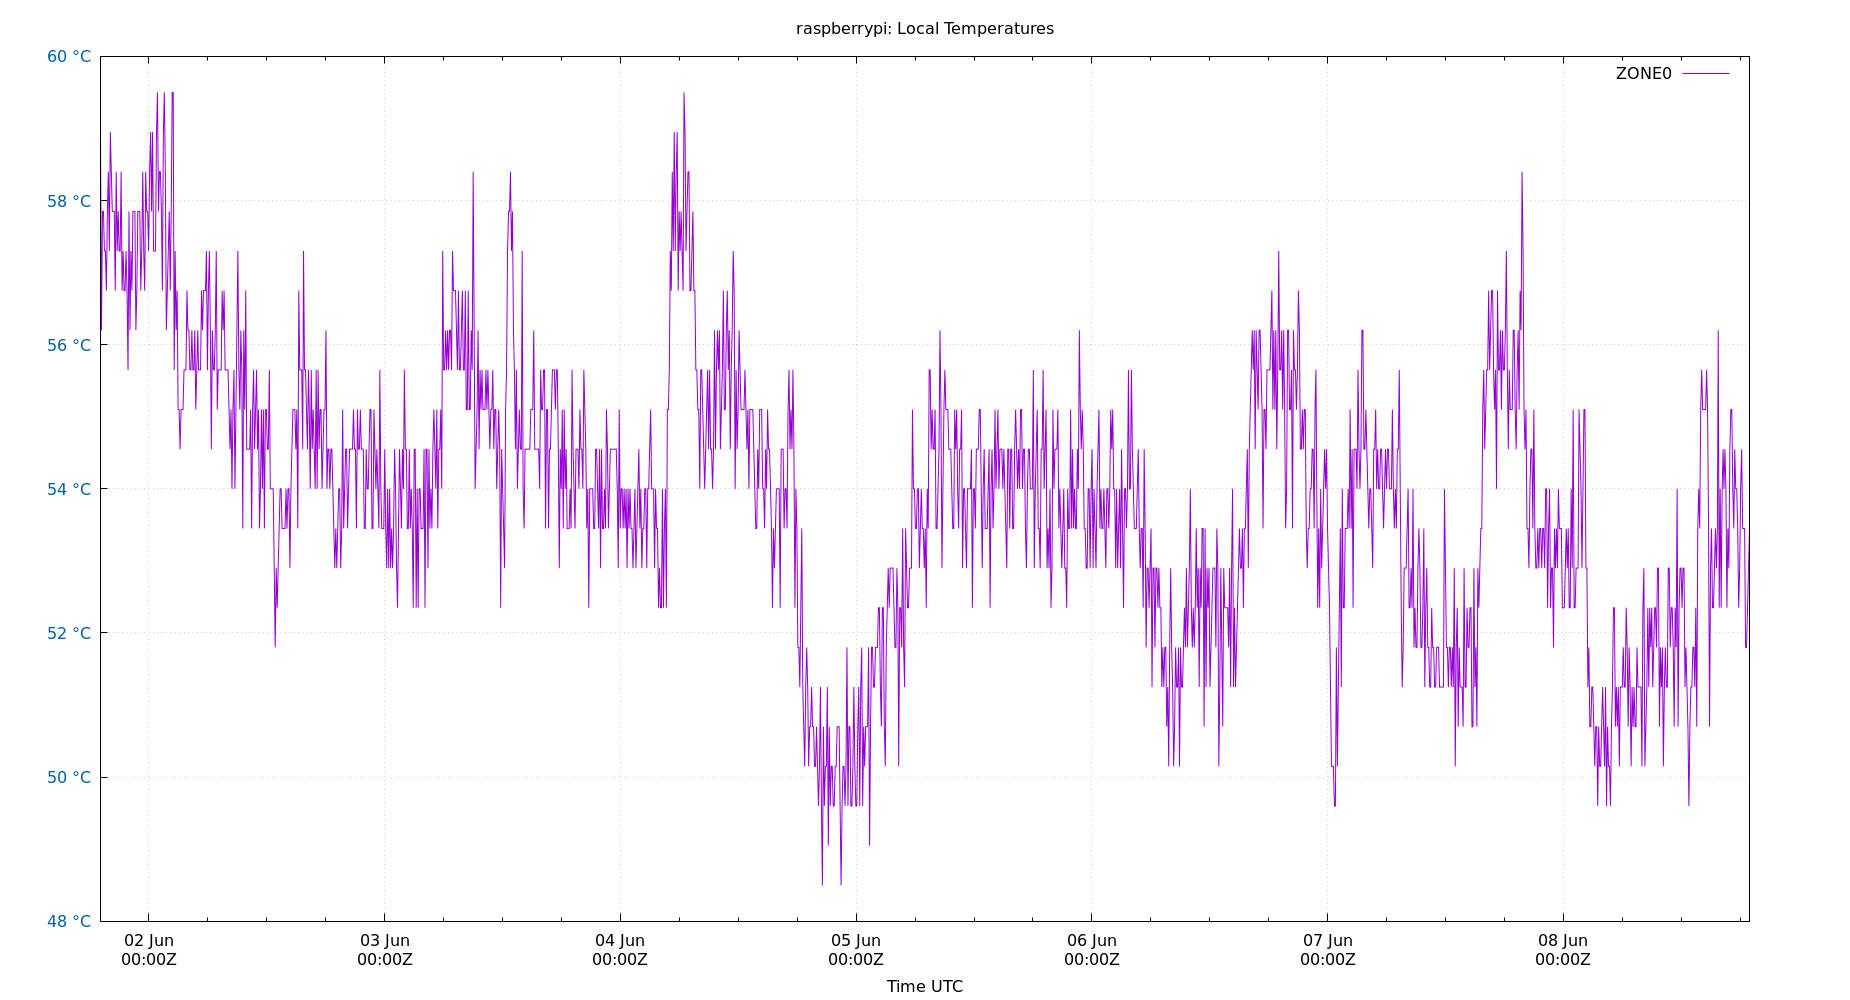 raspberrypi: Local Temperatures
60 °C
ZONE0
58 °C
56 °C
54 °C
52 °C
50 °C
48 °C
02 Jun 03 Jun 04 Jun 05 Jun 06 Jun 07 Jun 08 Jun
00:00Z 00:00Z 00:00Z 00:00Z 00:00Z 00:00Z 00:00Z
Time UTC